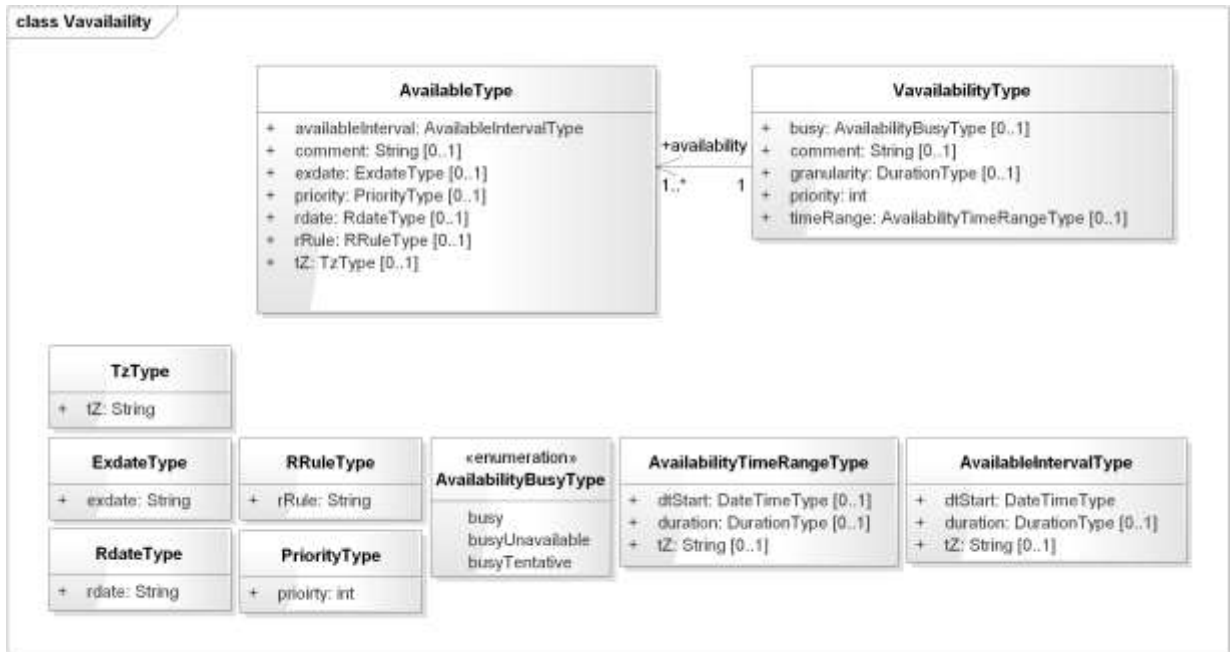 class Vavailaility
AvailableType
+ availableInterval: AvailableIntervalType
+ comment: String [0..1]
+ exdate: ExdateType [0..1]
+ priority: PriorityType [0..1]
+ rdate: RdateType [0..1]
+ rRule: RRuleType [0..1]
+ tZ: TzType [0..1]
+availability
1..*
1
VavailabilityType
+ busy: AvailabilityBusyType [0..1]
+ comment: String [0..1]
+ granularity: DurationType [0..1]
+ priority: int
+ timeRange: AvailabilityTimeRangeType [0..1]
TzType
+ tZ: String
ExdateType
+ exdate: String
RRuleType
+ rRule: String
«enumeration»
AvailabilityBusyType
busy
busyUnavailable
busyTentative
AvailabilityTimeRangeType
+ dtStart: DateTimeType [0..1]
+ duration: DurationType [0..1]
+ tZ: String [0..1]
AvailableIntervalType
+ dtStart: DateTimeType
+ duration: DurationType [0..1]
+ tZ: String [0..1]
RdateType
+ rdate: String
PriorityType
+ prioirty: int